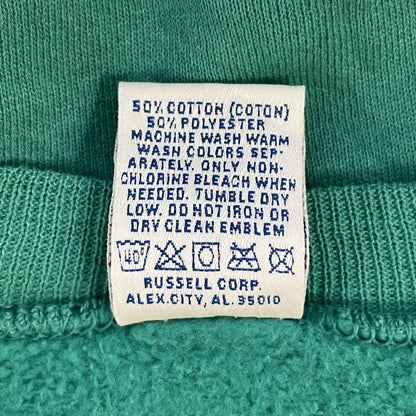 50% COTTON (COTON)
50% POLYESTER
MACHINE WASH WARM
WASH COLORS SEP-
ARATELY. ONLY NON-
CHLORINE BLEACH WHEN
NEEDED. TUMBLE DRY
LOW. DO NOT IRON OR
DRY CLEAN EMBLEM
40°
RUSSELL CORP.
ALEX.CITY, AL. 35010